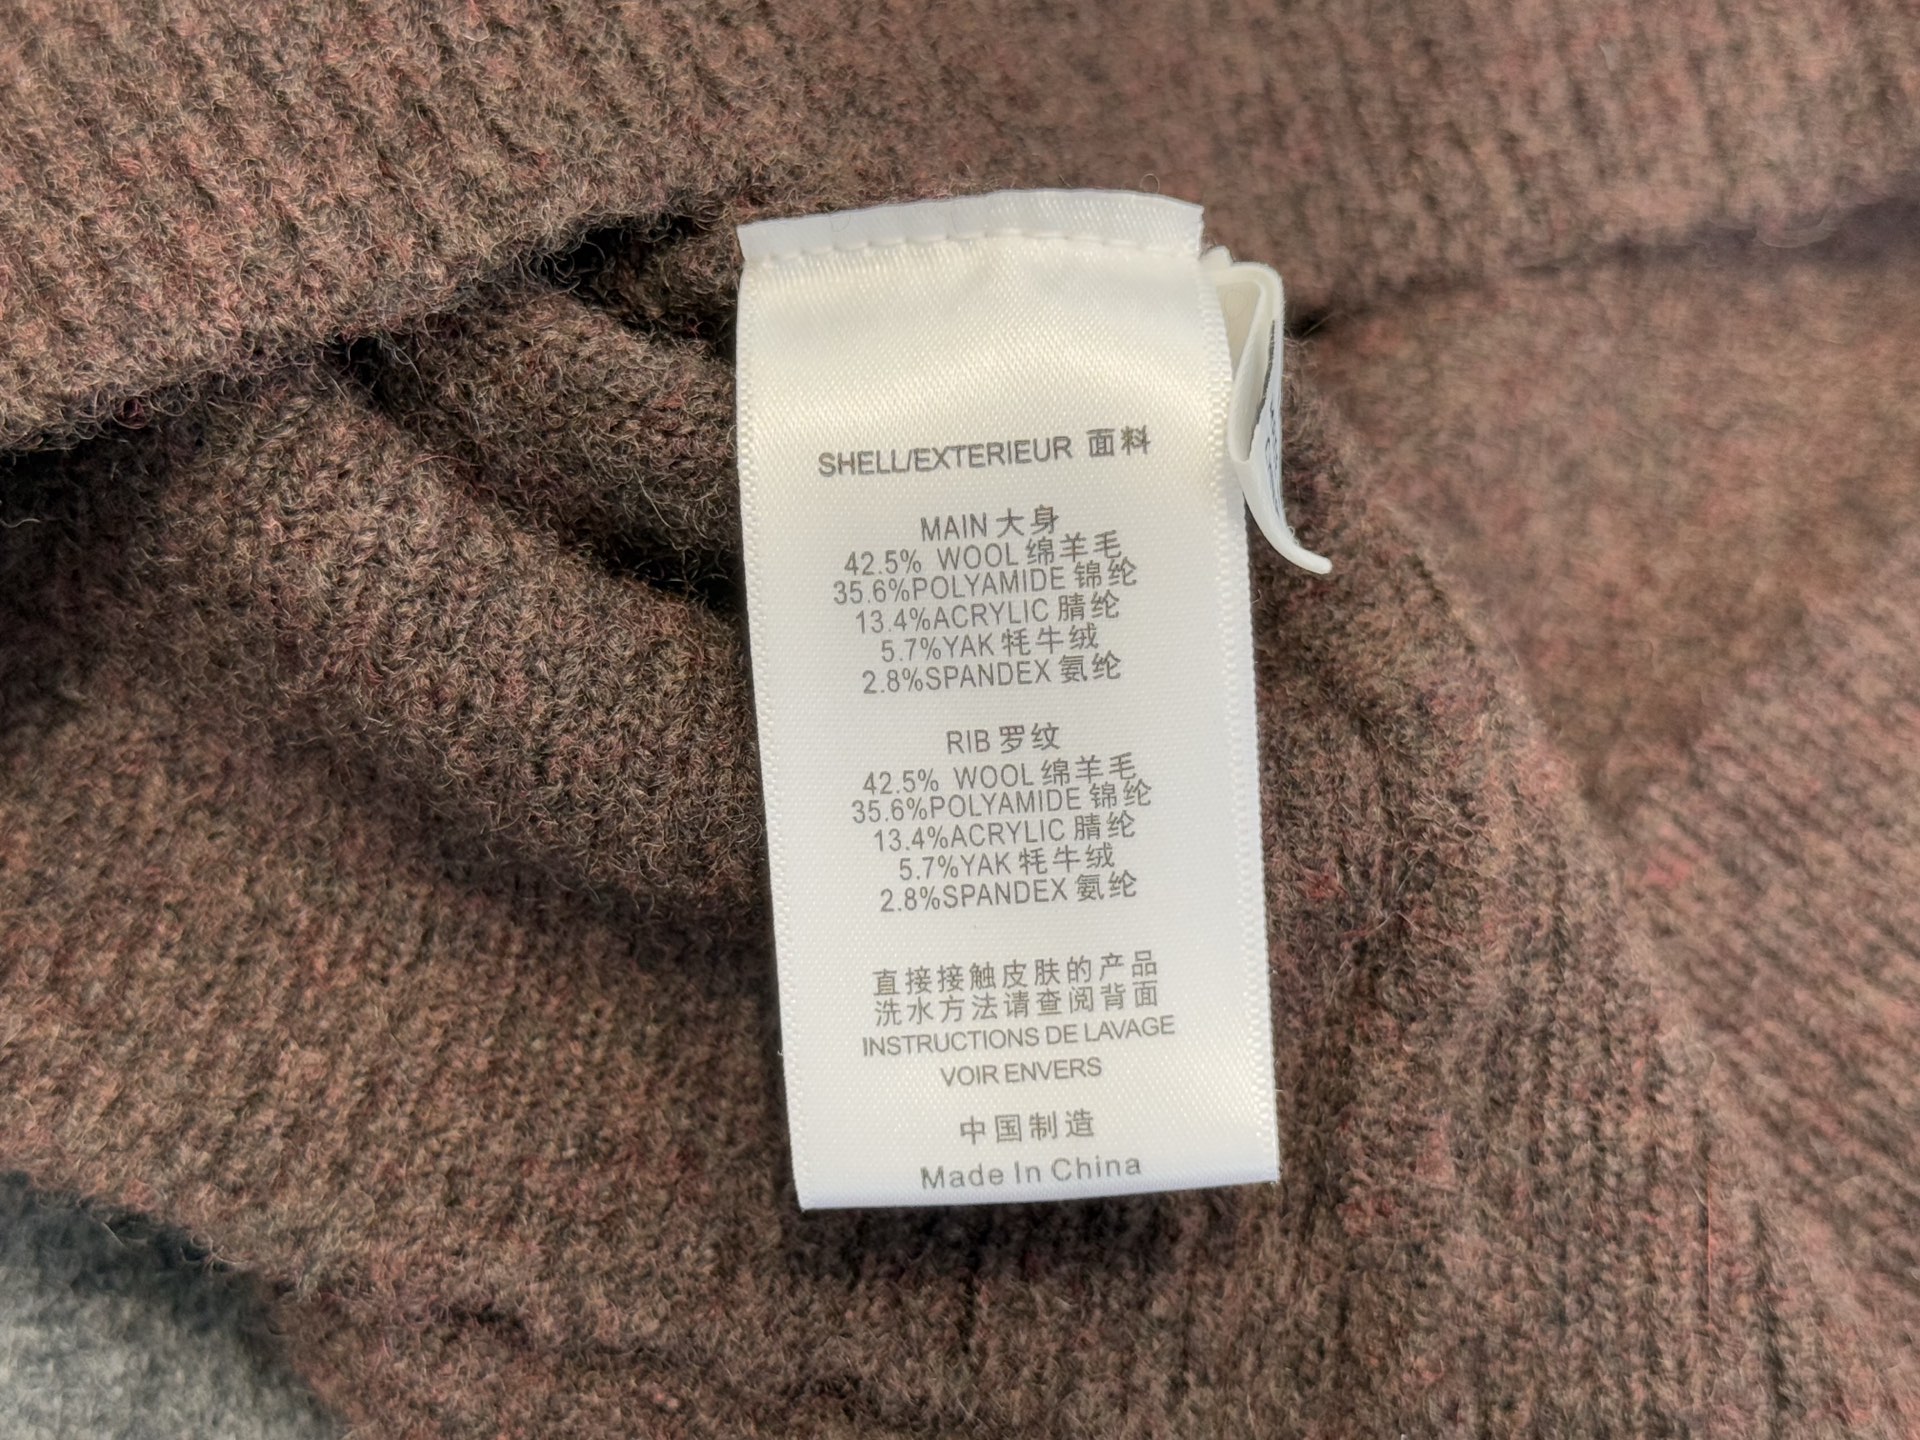 SHELL/EXTERIEUR 面料
MAIN 大身
42.5% WOOL 绵羊毛
35.6%POLYAMIDE 锦纶
13.4%ACRYLIC 腈纶
5.7%YAK 牦牛绒
2.8%SPANDEX 氨纶
RIB 罗纹
42.5% WOOL 绵羊毛
35.6%POLYAMIDE 锦纶
13.4%ACRYLIC 腈纶
5.7%YAK 牦牛绒
2.8%SPANDEX 氨纶
直接接触皮肤的产品
洗水方法请查阅背面
INSTRUCTIONS DE LAVAGE
VOIR ENVERS
中国制造
Made In China